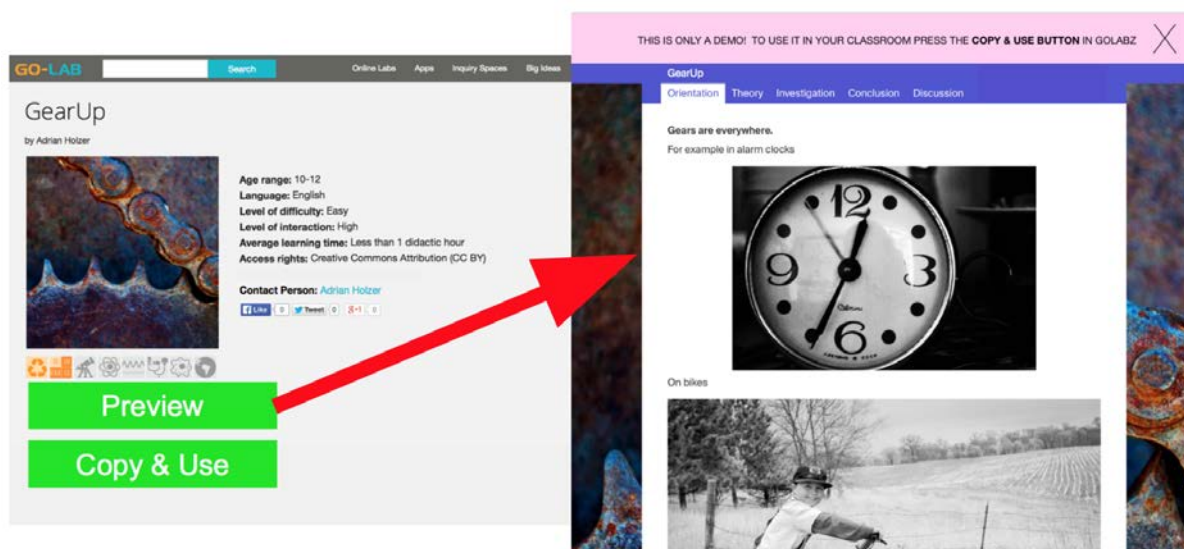 GO-LAB
Search
Online Labs Apps Inquiry Spaces Big Ideas
GearUp
by Adrian Holzer
Age range: 10-12
Language: English
Level of difficulty: Easy
Level of interaction: High
Average learning time: Less than 1 didactic hour
Access rights: Creative Commons Attribution (CC BY)
Contact Person: Adrian Holzer
Like 0 Tweet 0 g+1 0
Preview
Copy & Use
THIS IS ONLY A DEMO! TO USE IT IN YOUR CLASSROOM PRESS THE COPY & USE BUTTON IN GOLABZ
GearUp
Orientation Theory Investigation Conclusion Discussion
Gears are everywhere.
For example in alarm clocks
12
9 3
6
On bikes